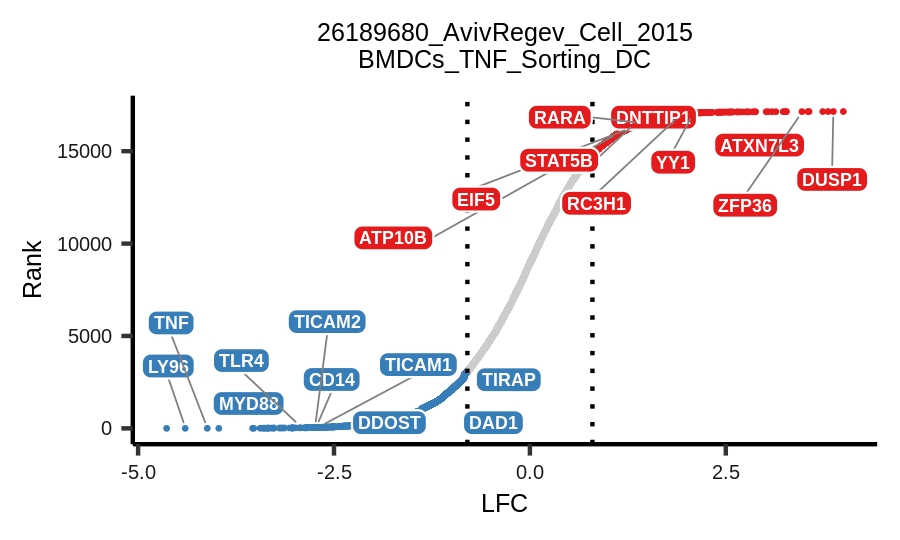 26189680_AvivRegev_Cell_2015
BMDCs_TNF_Sorting_DC
Rank
15000
10000
5000
0
RARA
DNTTIP1
STAT5B
YY1
ATXN7L3
DUSP1
EIF5
RC3H1
ZFP36
ATP10B
TNF
TICAM2
LY96
TLR4
TICAM1
CD14
TIRAP
MYD88
DDOST
DAD1
-5.0
-2.5
0.0
2.5
LFC